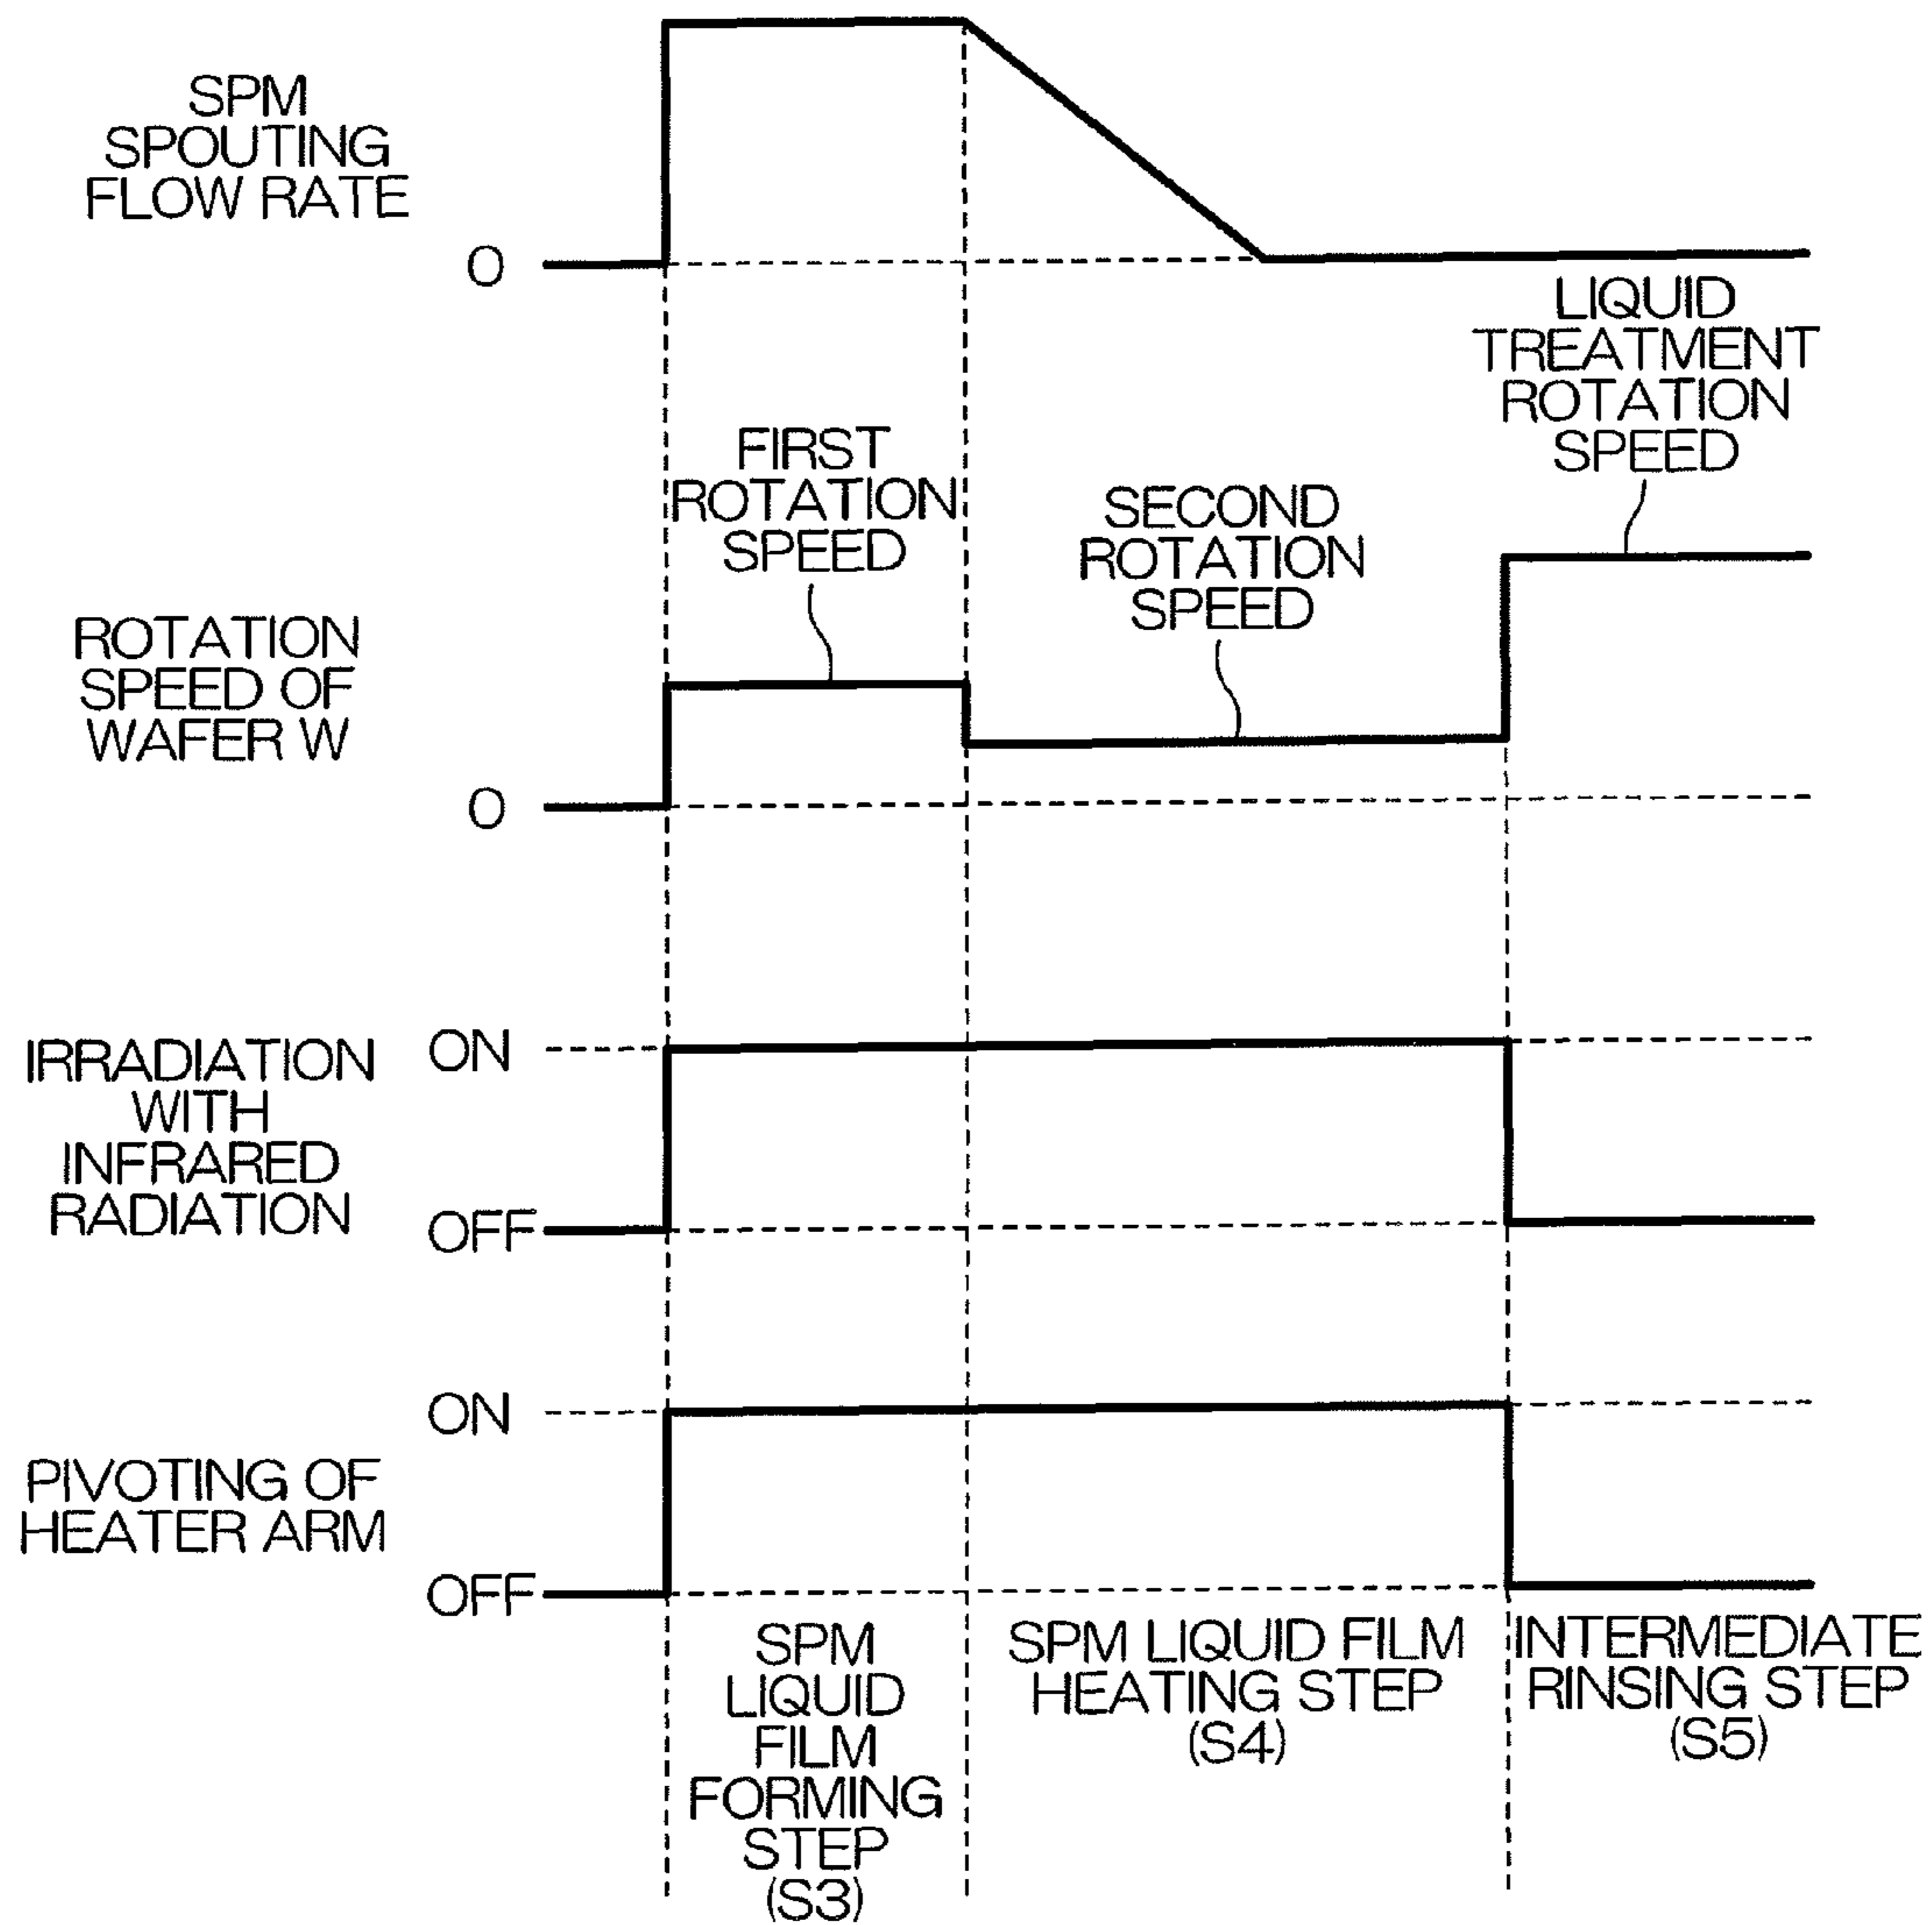 SPM
SPOUTING
FLOW RATE
0
LIQUID
TREATMENT
ROTATION
SPEED
FIRST
ROTATION
SPEED
SECOND
ROTATION
SPEED
ROTATION
SPEED OF
WAFER W
0
ON
IRRADIATION
WITH
INFRARED
RADIATION
OFF
ON
PIVOTING OF
HEATER ARM
OFF
SPM
LIQUID
FILM
FORMING
STEP
(S3)
SPM LIQUID FILM
HEATING STEP
(S4)
INTERMEDIATE
RINSING STEP
(S5)